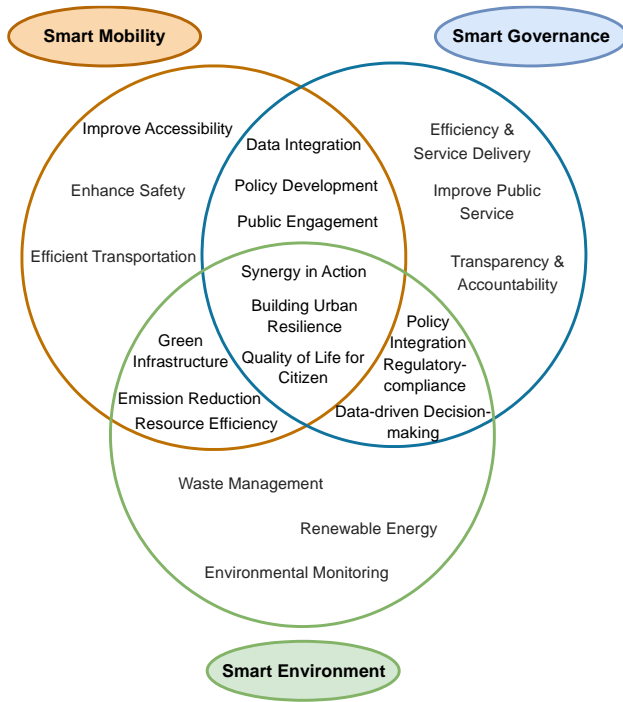 Smart Mobility
Smart Governance
Improve Accessibility
Enhance Safety
Efficient Transportation
Data Integration
Policy Development
Public Engagement
Efficiency &
Service Delivery
Improve Public
Service
Transparency &
Accountability
Synergy in Action
Building Urban
Resilience
Quality of Life for
Citizen
Green
Infrastructure
Emission Reduction
Resource Efficiency
Policy
Integration
Regulatory-
compliance
Data-driven Decision-
making
Waste Management
Renewable Energy
Environmental Monitoring
Smart Environment